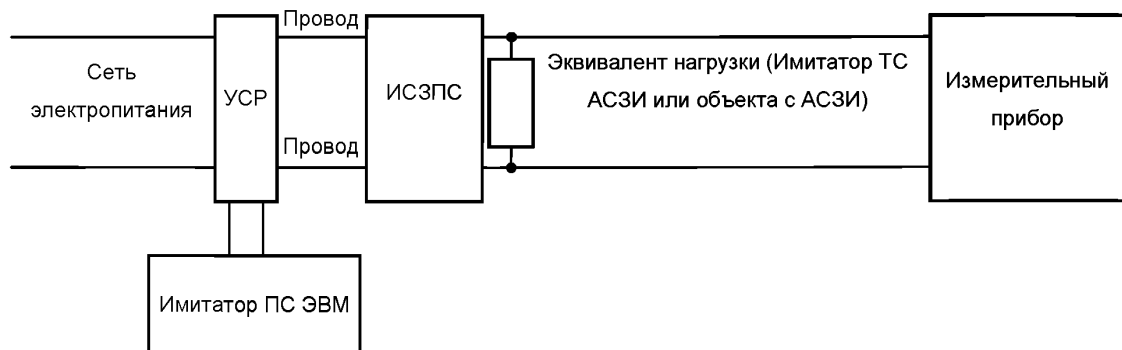 Провод
Сеть
электропитания
УСР
Провод
ИСЗПС
Эквивалент нагрузки (Имитатор ТС
АСЗИ или объекта с АСЗИ)
Измерительный
прибор
Имитатор ПС ЭВМ